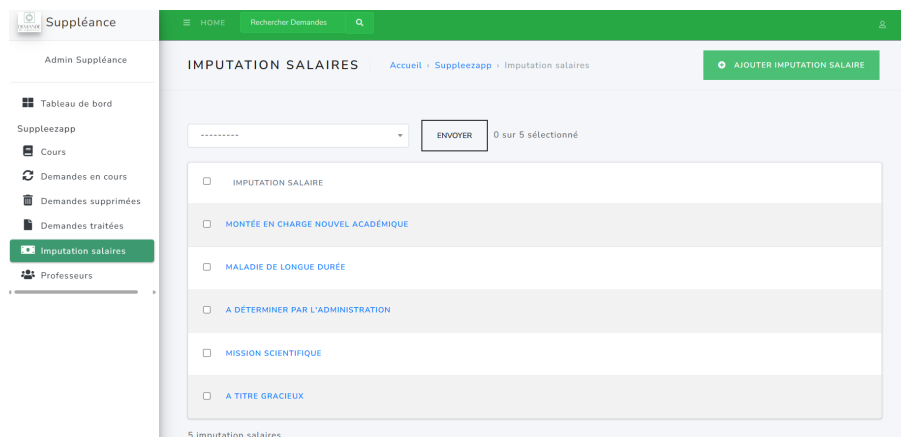 DEMANDE
Suppléance
HOME
Rechercher Demandes
Admin Suppléance
IMPUTATION SALAIRES
Accueil › Suppleezapp › Imputation salaires
AJOUTER IMPUTATION SALAIRE
Tableau de bord
Suppleezapp
Cours
Demandes en cours
Demandes supprimées
Demandes traitées
Imputation salaires
Professeurs
---------
ENVOYER
0 sur 5 sélectionné
IMPUTATION SALAIRE
MONTÉE EN CHARGE NOUVEL ACADÉMIQUE
MALADIE DE LONGUE DURÉE
A DÉTERMINER PAR L'ADMINISTRATION
MISSION SCIENTIFIQUE
A TITRE GRACIEUX
5 imputation salaires